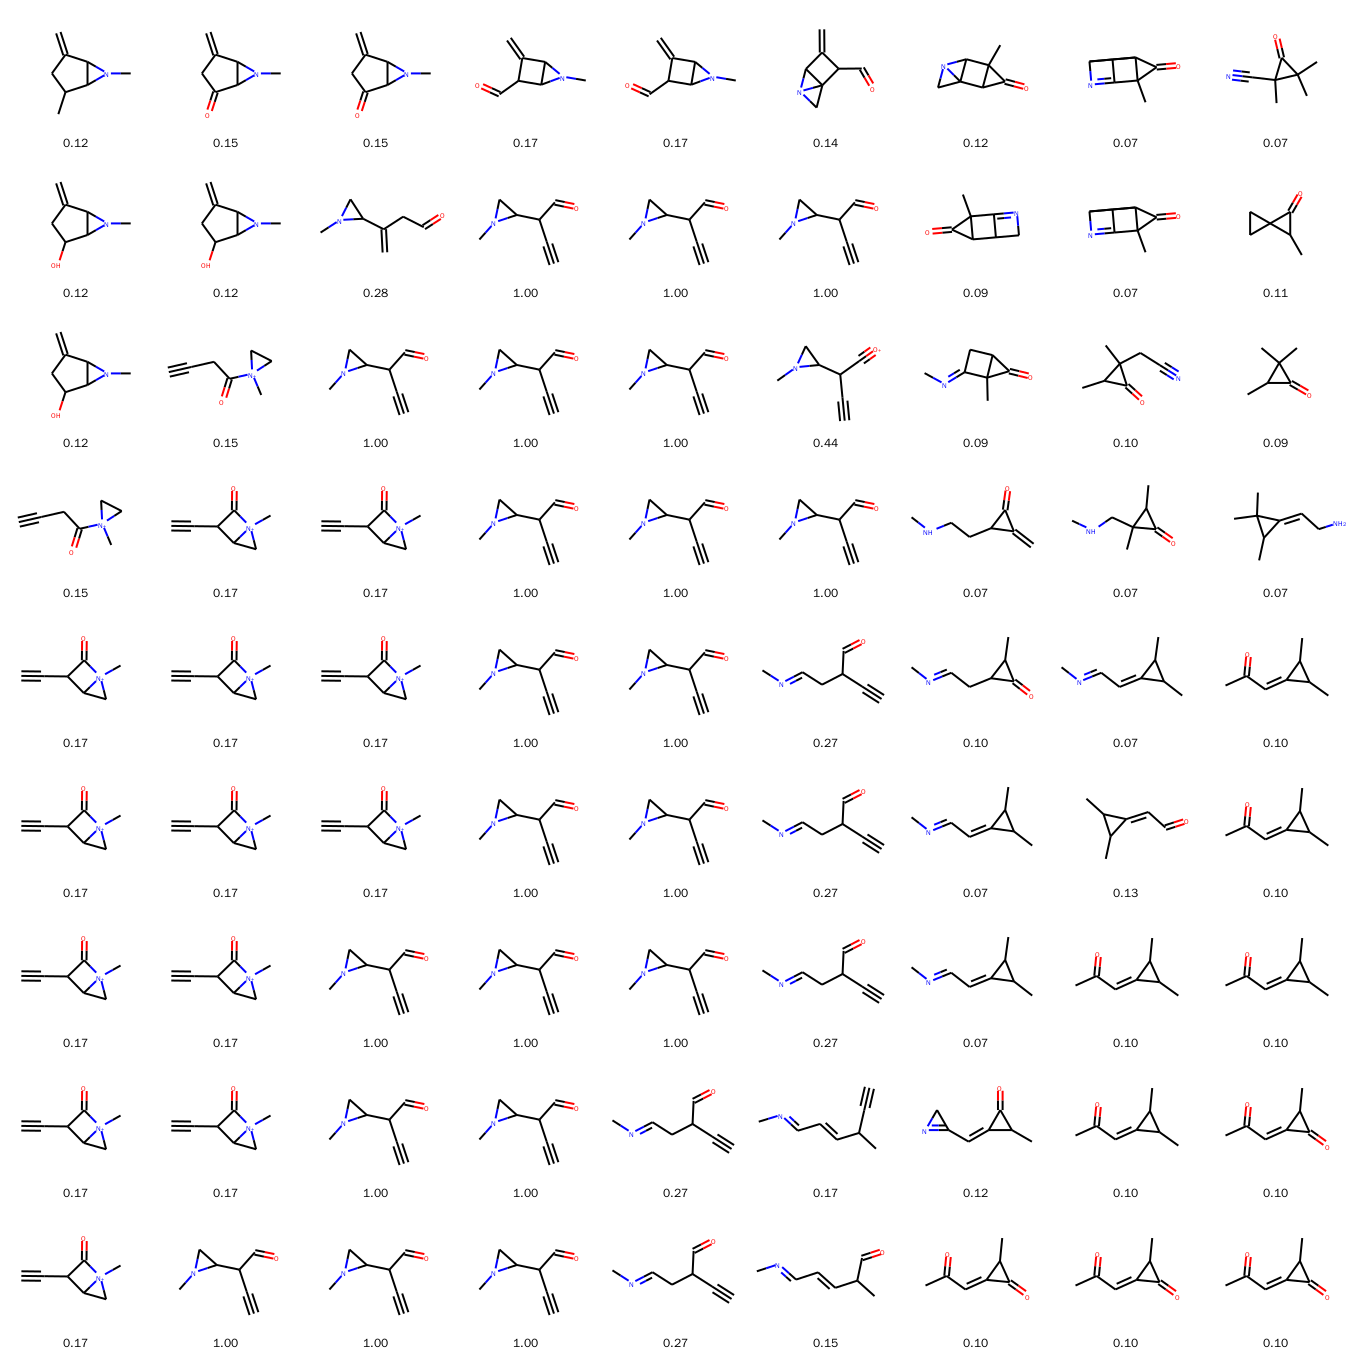 N O O O N O N N O N O
O N N N
0.12 0.15 0.15 0.17 0.17 0.14 0.12 0.07 0.07
N N N O O O O N O O
N N N O N
OH OH
0.12 0.12 0.28 1.00 1.00 1.00 0.09 0.07 0.11
N N+ O O O O+ N O O N O
OH O N N N N
0.12 0.15 1.00 1.00 1.00 0.44 0.09 0.10 0.09
N+ O O O O O O NH O NH₂
O N+ N+ N N N NH
0.15 0.17 0.17 1.00 1.00 1.00 0.07 0.07 0.07
O O O O O O N O N O
N+ N+ N+ N N N
0.17 0.17 0.17 1.00 1.00 0.27 0.10 0.07 0.10
O O O O O O N O O
N+ N+ N+ N N N
0.17 0.17 0.17 1.00 1.00 0.27 0.07 0.13 0.10
O O O O O O N O O
N+ N+ N N N N
0.17 0.17 1.00 1.00 1.00 0.27 0.07 0.10 0.10
O O O O O N O O O
N+ N+ N N N N O
0.17 0.17 1.00 1.00 0.27 0.17 0.12 0.10 0.10
O O O O O O O O O
N+ N N N N N O O O
0.17 1.00 1.00 1.00 0.27 0.15 0.10 0.10 0.10